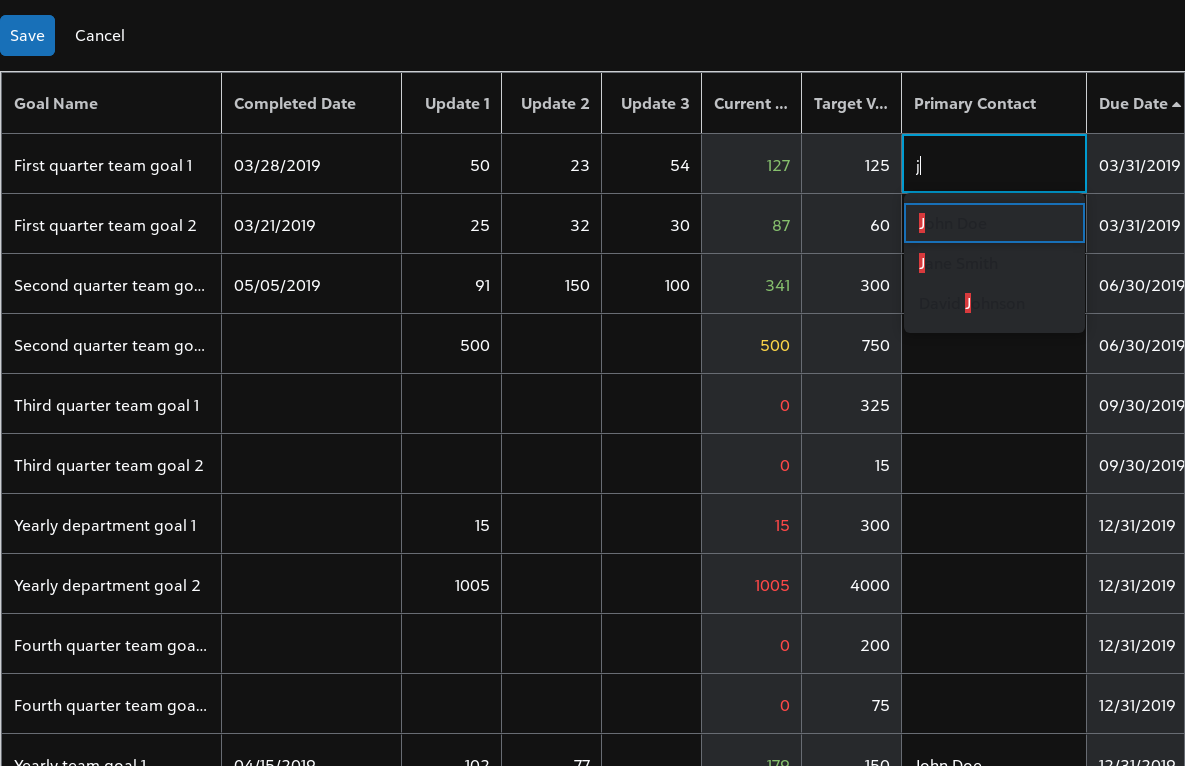 Save Cancel
Goal Name Completed Date Update 1 Update 2 Update 3 Current ... Target V... Primary Contact Due Date
First quarter team goal 1 03/28/2019 50 23 54 127 125 j 03/31/2019
John Doe
First quarter team goal 2 03/21/2019 25 32 30 87 60 03/31/2019
Jane Smith
Second quarter team go... 05/05/2019 91 150 100 341 300 06/30/2019
David Johnson
Second quarter team go... 500 500 750 06/30/2019
Third quarter team goal 1 0 325 09/30/2019
Third quarter team goal 2 0 15 09/30/2019
Yearly department goal 1 15 15 300 12/31/2019
Yearly department goal 2 1005 1005 4000 12/31/2019
Fourth quarter team goa... 0 200 12/31/2019
Fourth quarter team goa... 0 75 12/31/2019
Yearly team goal 1 04/15/2019 102 77 179 150 John Doe 12/31/2019